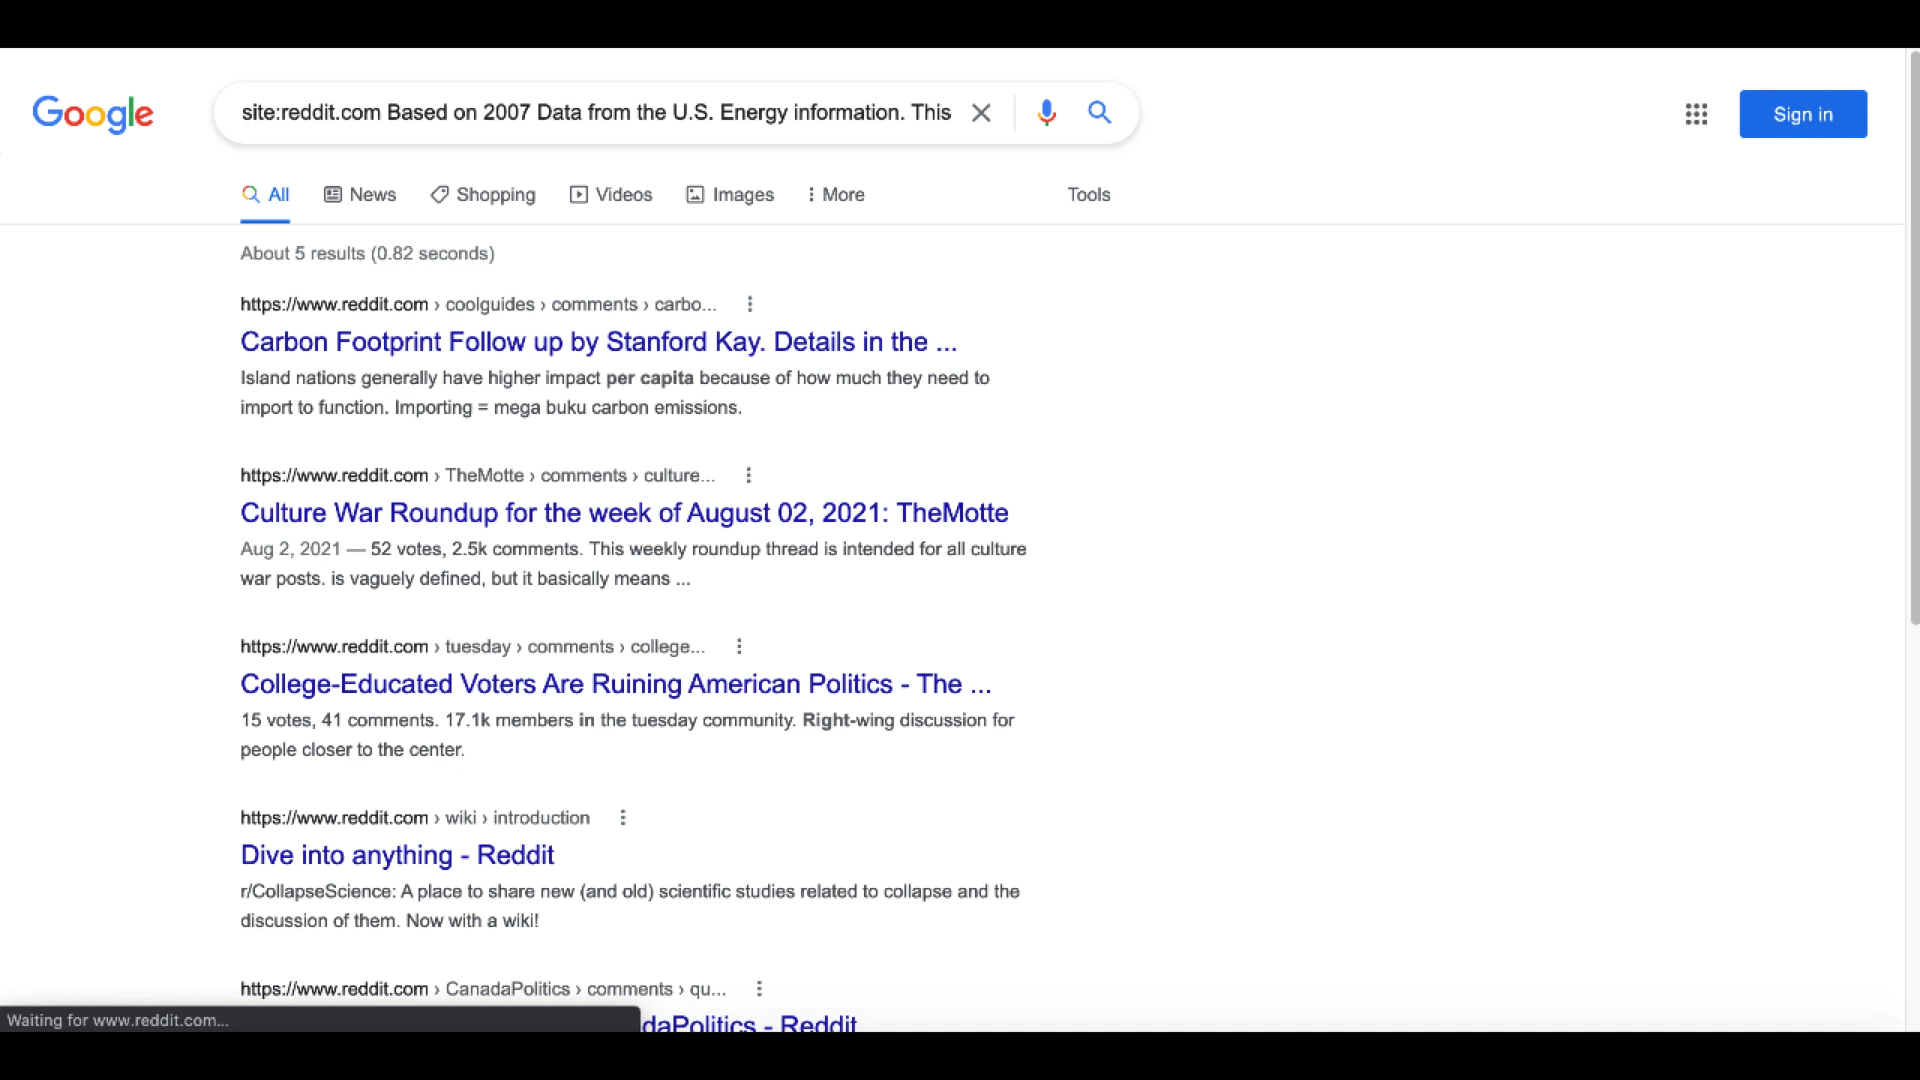 Google
site:reddit.com Based on 2007 Data from the U.S. Energy information. This
Sign in
All News Shopping Videos Images More Tools
About 5 results (0.82 seconds)
https://www.reddit.com › coolguides › comments › carbo...
Carbon Footprint Follow up by Stanford Kay. Details in the ...
Island nations generally have higher impact per capita because of how much they need to
import to function. Importing = mega buku carbon emissions.
https://www.reddit.com › TheMotte › comments › culture...
Culture War Roundup for the week of August 02, 2021: TheMotte
Aug 2, 2021 — 52 votes, 2.5k comments. This weekly roundup thread is intended for all culture
war posts. is vaguely defined, but it basically means ...
https://www.reddit.com › tuesday › comments › college...
College-Educated Voters Are Ruining American Politics - The ...
15 votes, 41 comments. 17.1k members in the tuesday community. Right-wing discussion for
people closer to the center.
https://www.reddit.com › wiki › introduction
Dive into anything - Reddit
r/CollapseScience: A place to share new (and old) scientific studies related to collapse and the
discussion of them. Now with a wiki!
https://www.reddit.com › CanadaPolitics › comments › qu...
daPolitics - Reddit
Waiting for www.reddit.com...